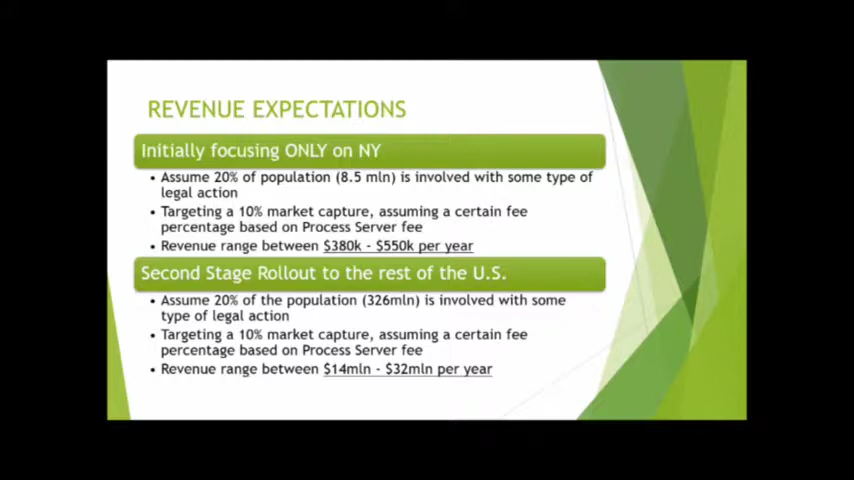 REVENUE EXPECTATIONS
Initially focusing ONLY on NY
• Assume 20% of population (8.5 mln) is involved with some type of
legal action
• Targeting a 10% market capture, assuming a certain fee
percentage based on Process Server fee
• Revenue range between $380k - $550k per year
Second Stage Rollout to the rest of the U.S.
• Assume 20% of the population (326mln) is involved with some
type of legal action
• Targeting a 10% market capture, assuming a certain fee
percentage based on Process Server fee
• Revenue range between $14mln - $32mln per year